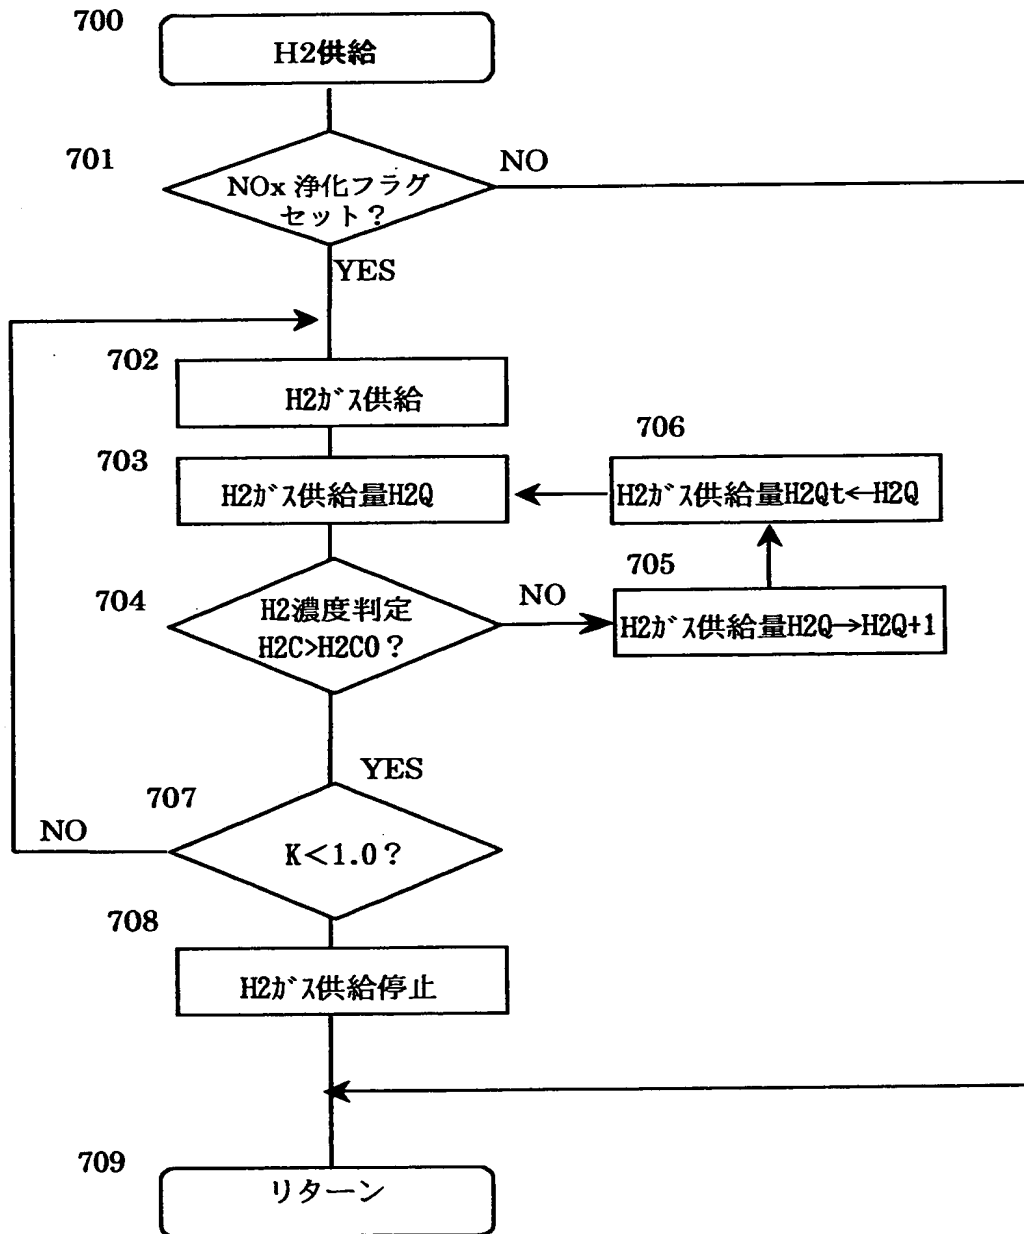 700
H2供給
701
NOx 浄化フラグ
セット?
NO
YES
702
H2ガス供給
703
H2ガス供給量H2Q
706
H2ガス供給量H2Qt←H2Q
704
H2濃度判定
H2C>H2C0?
NO
705
H2ガス供給量H2Q→H2Q+1
YES
707
NO
K<1.0?
708
H2ガス供給停止
709
リターン